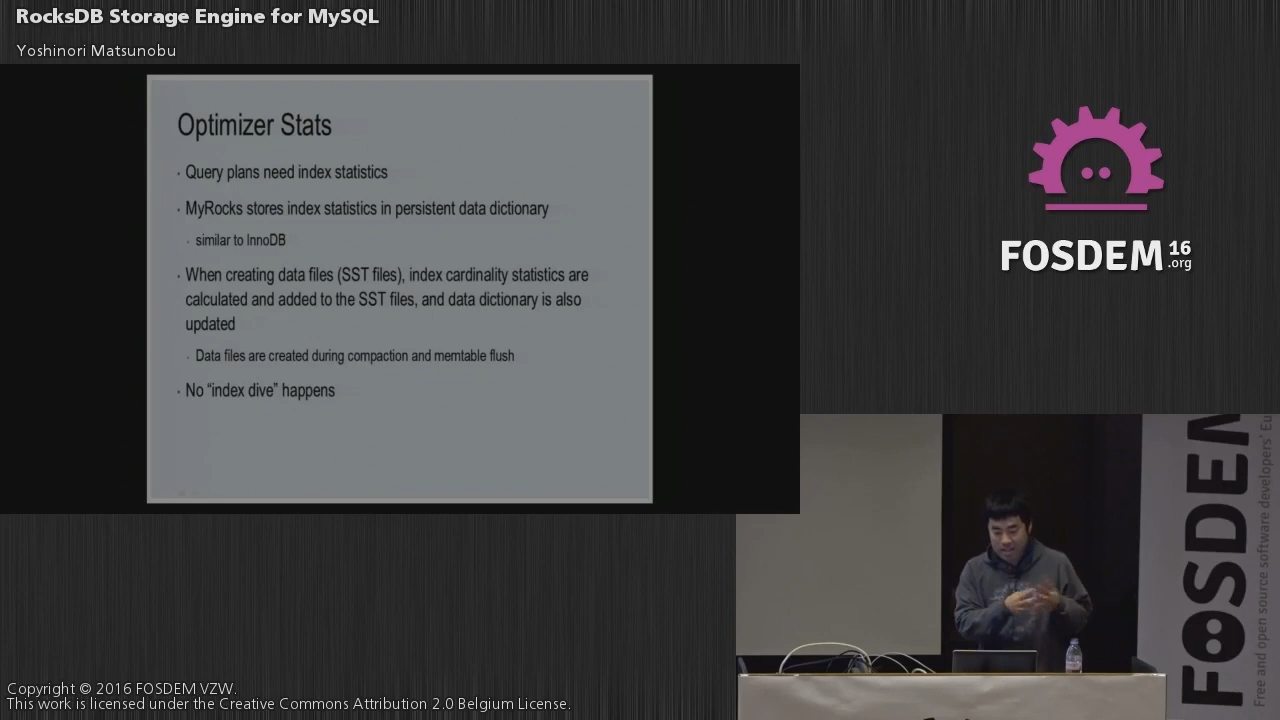 RocksDB Storage Engine for MySQL
Yoshinori Matsunobu
Optimizer Stats
· Query plans need index statistics
· MyRocks stores index statistics in persistent data dictionary
· similar to InnoDB
· When creating data files (SST files), index cardinality statistics are
calculated and added to the SST files, and data dictionary is also
updated
· Data files are created during compaction and memtable flush
· No “index dive” happens
FOSDEM 16
.org
FOSDEM
Free and open source software developers' Eu
Copyright © 2016 FOSDEM VZW.
This work is licensed under the Creative Commons Attribution 2.0 Belgium License.